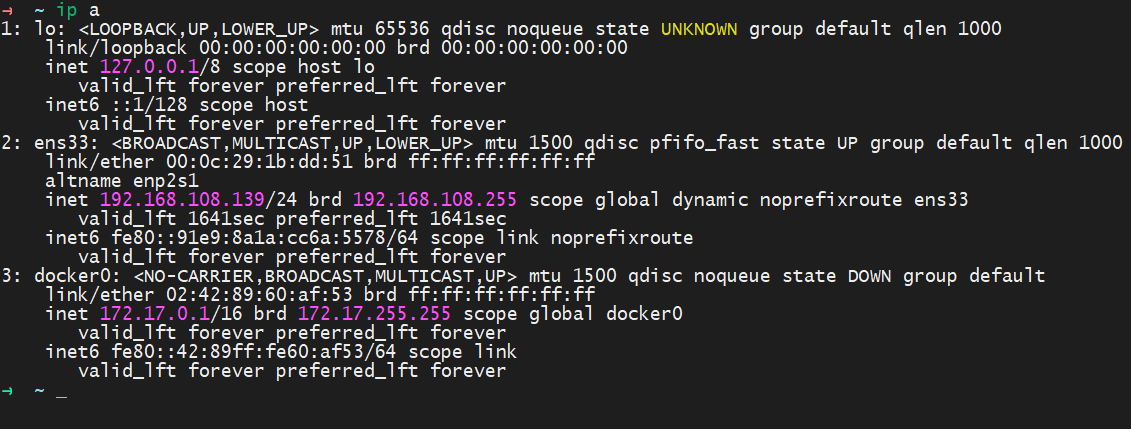 → ~ ip a
1: lo: <LOOPBACK,UP,LOWER_UP> mtu 65536 qdisc noqueue state UNKNOWN group default qlen 1000
link/loopback 00:00:00:00:00:00 brd 00:00:00:00:00:00
inet 127.0.0.1/8 scope host lo
valid_lft forever preferred_lft forever
inet6 ::1/128 scope host
valid_lft forever preferred_lft forever
2: ens33: <BROADCAST,MULTICAST,UP,LOWER_UP> mtu 1500 qdisc pfifo_fast state UP group default qlen 1000
link/ether 00:0c:29:1b:dd:51 brd ff:ff:ff:ff:ff:ff
altname enp2s1
inet 192.168.108.139/24 brd 192.168.108.255 scope global dynamic noprefixroute ens33
valid_lft 1641sec preferred_lft 1641sec
inet6 fe80::91e9:8a1a:cc6a:5578/64 scope link noprefixroute
valid_lft forever preferred_lft forever
3: docker0: <NO-CARRIER,BROADCAST,MULTICAST,UP> mtu 1500 qdisc noqueue state DOWN group default
link/ether 02:42:89:60:af:53 brd ff:ff:ff:ff:ff:ff
inet 172.17.0.1/16 brd 172.17.255.255 scope global docker0
valid_lft forever preferred_lft forever
inet6 fe80::42:89ff:fe60:af53/64 scope link
valid_lft forever preferred_lft forever
→ ~ _